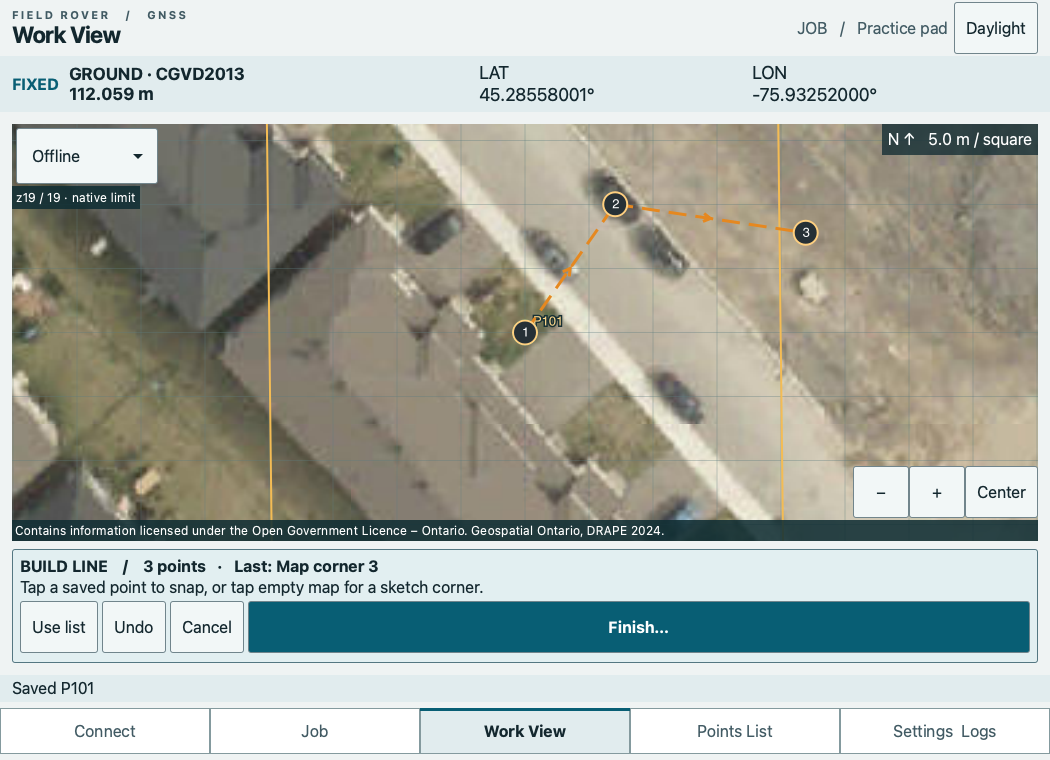 FIELD ROVER / GNSS
Work View
JOB / Practice pad
Daylight
FIXED
GROUND · CGVD2013
112.059 m
LAT
45.28558001°
LON
-75.93252000°
Offline
z19 / 19 · native limit
N ↑ 5.0 m / square
2
3
P101
1
−
+
Center
Contains information licensed under the Open Government Licence – Ontario. Geospatial Ontario, DRAPE 2024.
BUILD LINE / 3 points · Last: Map corner 3
Tap a saved point to snap, or tap empty map for a sketch corner.
Use list
Undo
Cancel
Finish...
Saved P101
Connect
Job
Work View
Points List
Settings Logs